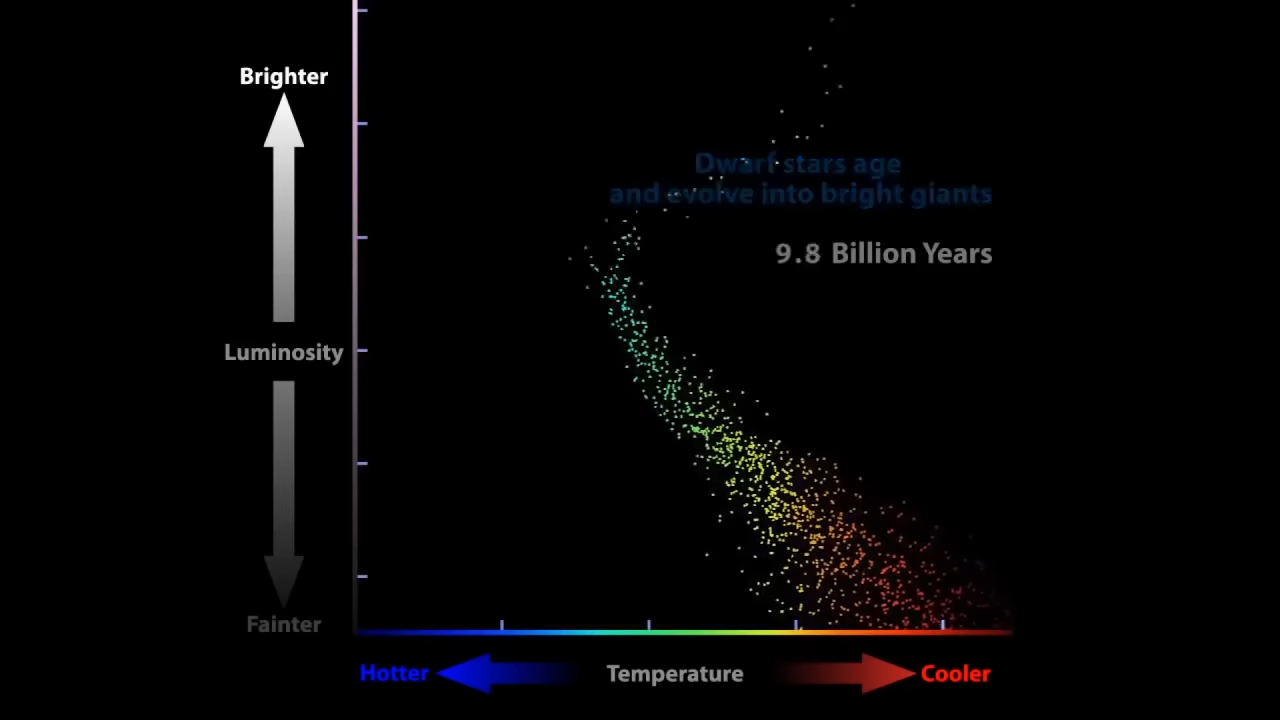 Brighter
Dwarf stars age
and evolve into bright giants
9.8 Billion Years
Luminosity
Fainter
Hotter
Temperature
Cooler